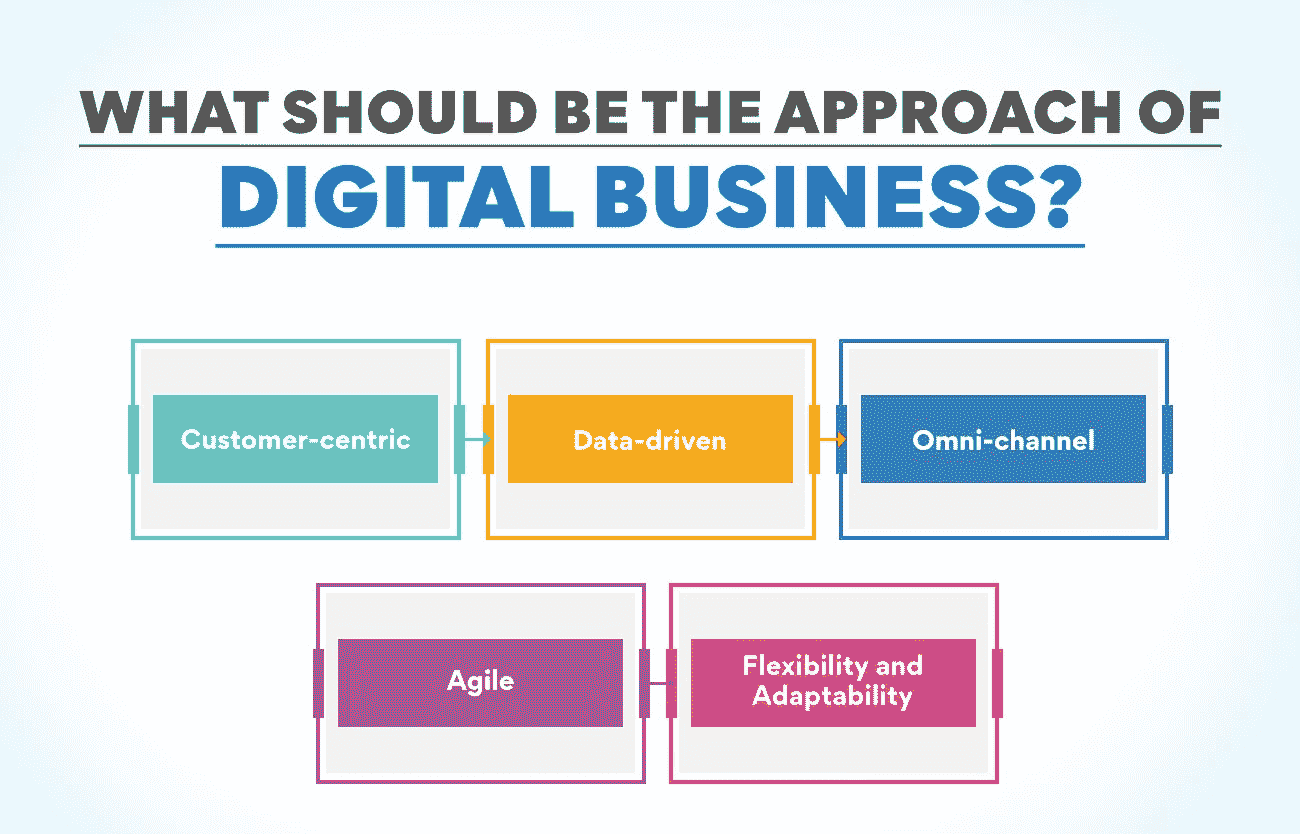 WHAT SHOULD BE THE APPROACH OF
DIGITAL BUSINESS?
Customer-centric
Data-driven
Omni-channel
Agile
Flexibility and
Adaptability